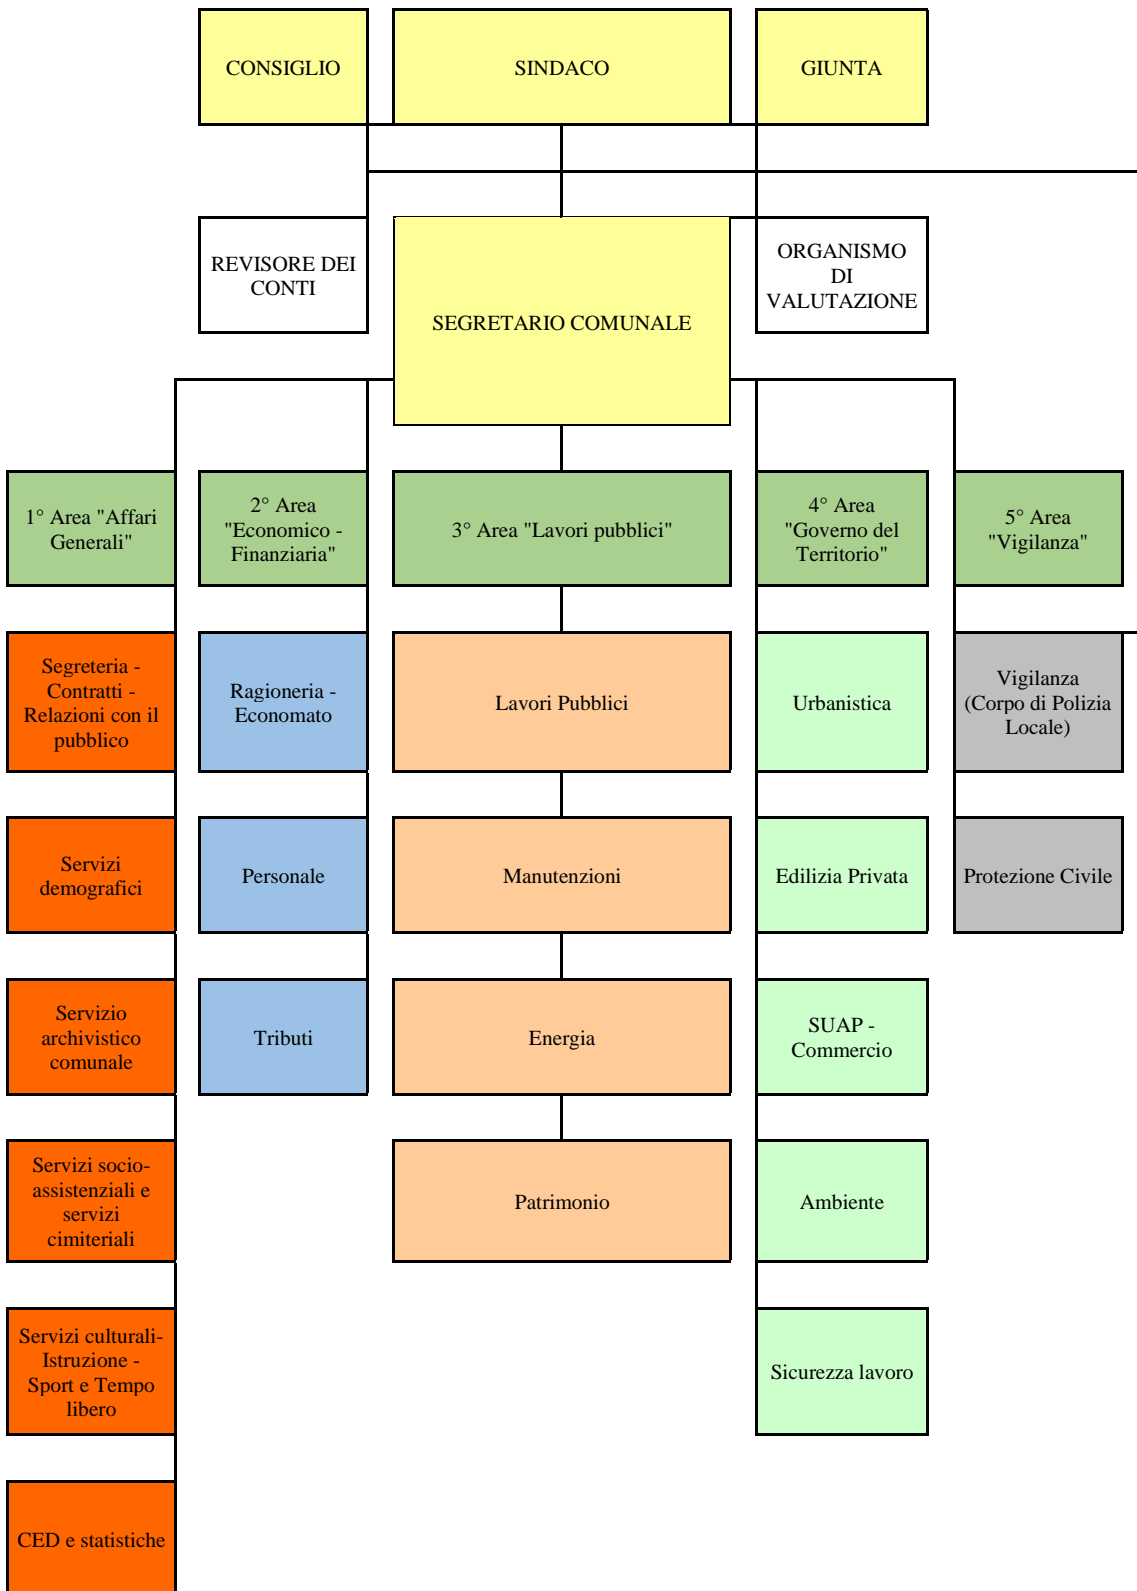 CONSIGLIO
SINDACO
GIUNTA
REVISORE DEI
CONTI
SEGRETARIO COMUNALE
ORGANISMO
DI
VALUTAZIONE
1° Area "Affari
Generali"
2° Area
"Economico -
Finanziaria"
3° Area "Lavori pubblici"
4° Area
"Governo del
Territorio"
5° Area
"Vigilanza"
Segreteria -
Contratti -
Relazioni con il
pubblico
Ragioneria -
Economato
Lavori Pubblici
Urbanistica
Vigilanza
(Corpo di Polizia
Locale)
Servizi
demografici
Personale
Manutenzioni
Edilizia Privata
Protezione Civile
Servizio
archivistico
comunale
Tributi
Energia
SUAP -
Commercio
Servizi socio-
assistenziali e
servizi
cimiteriali
Patrimonio
Ambiente
Servizi culturali-
Istruzione -
Sport e Tempo
libero
Sicurezza lavoro
CED e statistiche